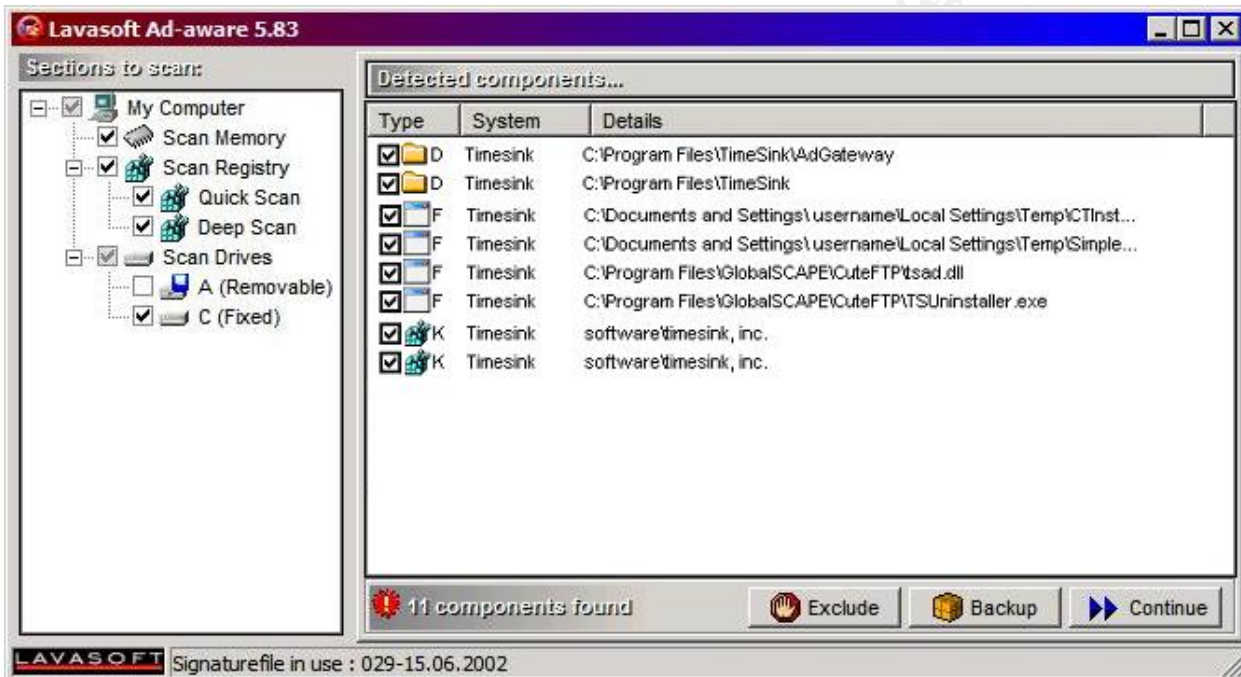 Lavasoft Ad-aware 5.83
Sections to scan:
My Computer
Scan Memory
Scan Registry
Quick Scan
Deep Scan
Scan Drives
A (Removable)
C (Fixed)
Detected components...
Type System Details
D Timesink C:\Program Files\TimeSink\AdGateway
D Timesink C:\Program Files\TimeSink
F Timesink C:\Documents and Settings\ username\Local Settings\Temp\CTInst...
F Timesink C:\Documents and Settings\ username\Local Settings\Temp\Simple...
F Timesink C:\Program Files\GlobalSCAPE\CuteFTP\tsad.dll
F Timesink C:\Program Files\GlobalSCAPE\CuteFTP\TSUninstaller.exe
K Timesink software\timesink, inc.
K Timesink software\timesink, inc.
11 components found
Exclude
Backup
Continue
LAVASOFT Signaturefile in use : 029-15.06.2002